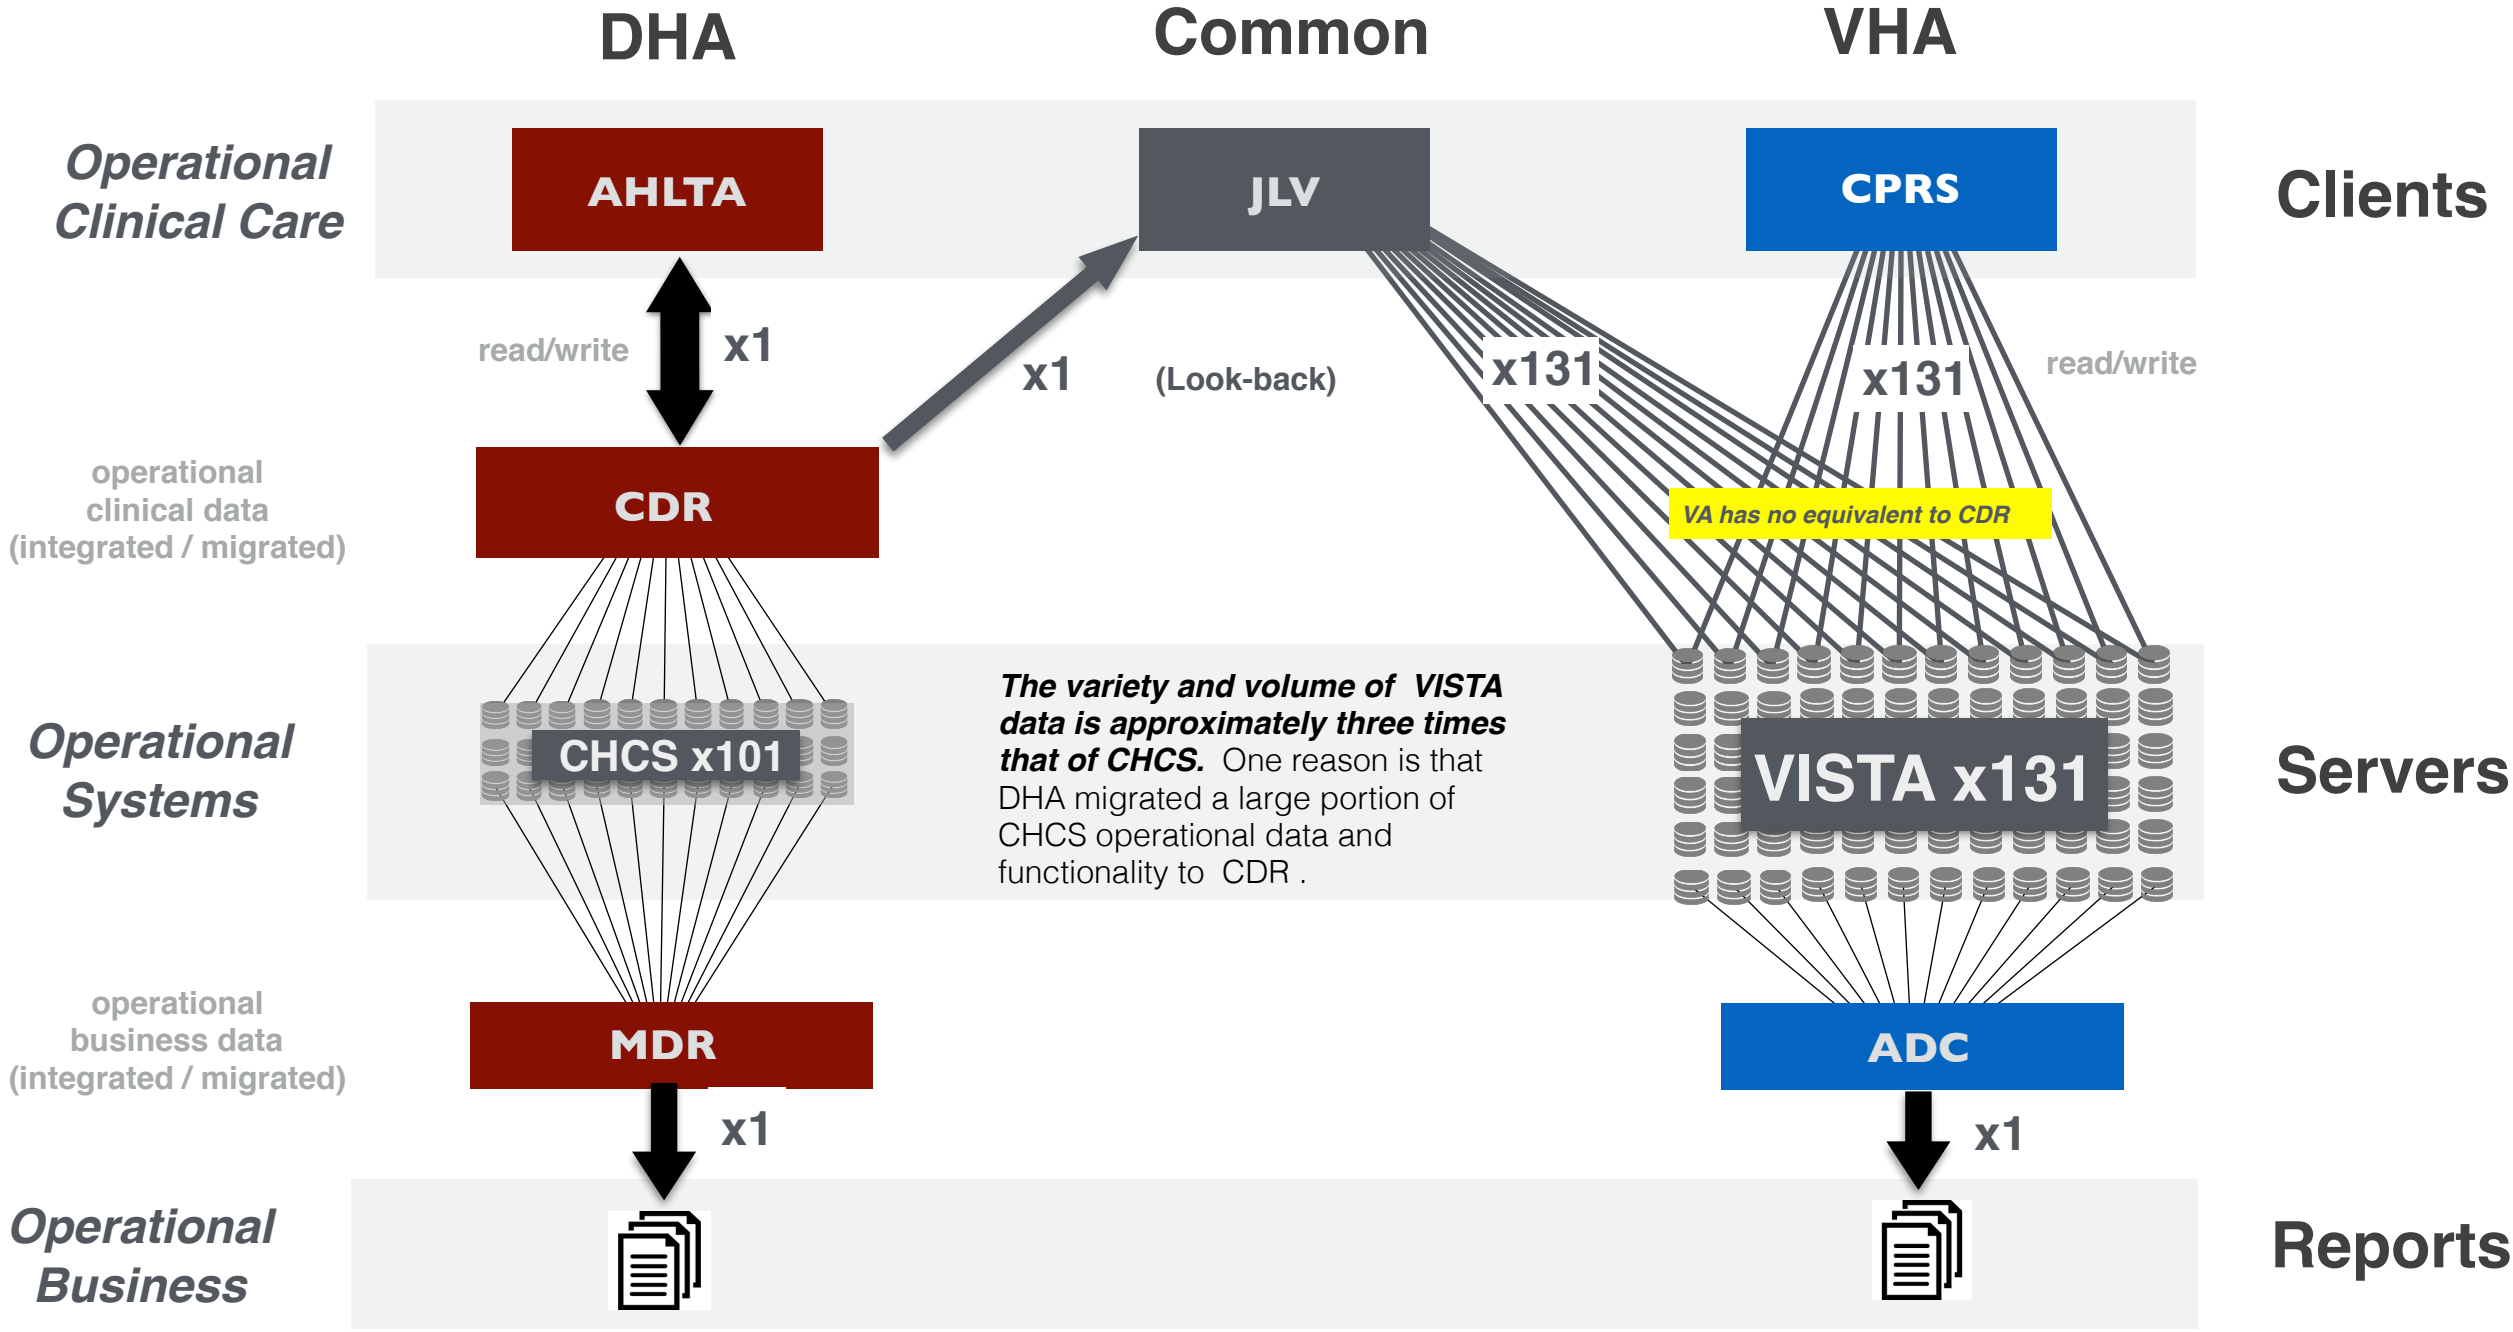 DHA
Common
VHA
Operational
Clinical Care
AHLTA
JLV
CPRS
Clients
read/write
x1
x1
(Look-back)
x131
x131
read/write
operational
clinical data
(integrated / migrated)
CDR
VA has no equivalent to CDR
Operational
Systems
CHCS x101
The variety and volume of VISTA
data is approximately three times
that of CHCS. One reason is that
DHA migrated a large portion of
CHCS operational data and
functionality to CDR .
VISTA x131
Servers
operational
business data
(integrated / migrated)
MDR
ADC
x1
x1
Operational
Business
Reports